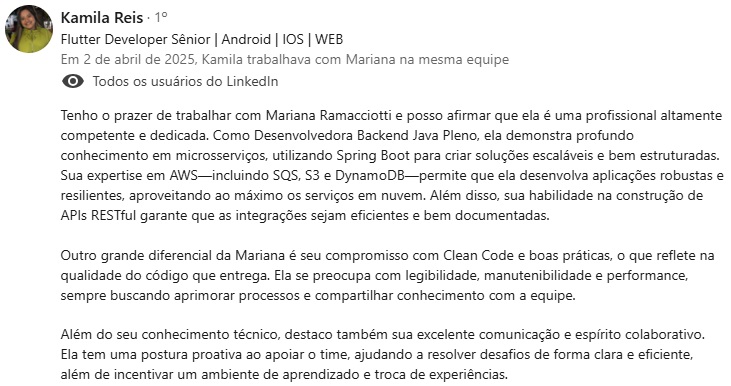 Kamila Reis · 1º
Flutter Developer Sênior | Android | IOS | WEB
Em 2 de abril de 2025, Kamila trabalhava com Mariana na mesma equipe
Todos os usuários do LinkedIn
Tenho o prazer de trabalhar com Mariana Ramacciotti e posso afirmar que ela é uma profissional altamente
competente e dedicada. Como Desenvolvedora Backend Java Pleno, ela demonstra profundo
conhecimento em microsserviços, utilizando Spring Boot para criar soluções escaláveis e bem estruturadas.
Sua expertise em AWS—incluindo SQS, S3 e DynamoDB—permite que ela desenvolva aplicações robustas e
resilientes, aproveitando ao máximo os serviços em nuvem. Além disso, sua habilidade na construção de
APIs RESTful garante que as integrações sejam eficientes e bem documentadas.
Outro grande diferencial da Mariana é seu compromisso com Clean Code e boas práticas, o que reflete na
qualidade do código que entrega. Ela se preocupa com legibilidade, manutenibilidade e performance,
sempre buscando aprimorar processos e compartilhar conhecimento com a equipe.
Além do seu conhecimento técnico, destaco também sua excelente comunicação e espírito colaborativo.
Ela tem uma postura proativa ao apoiar o time, ajudando a resolver desafios de forma clara e eficiente,
além de incentivar um ambiente de aprendizado e troca de experiências.